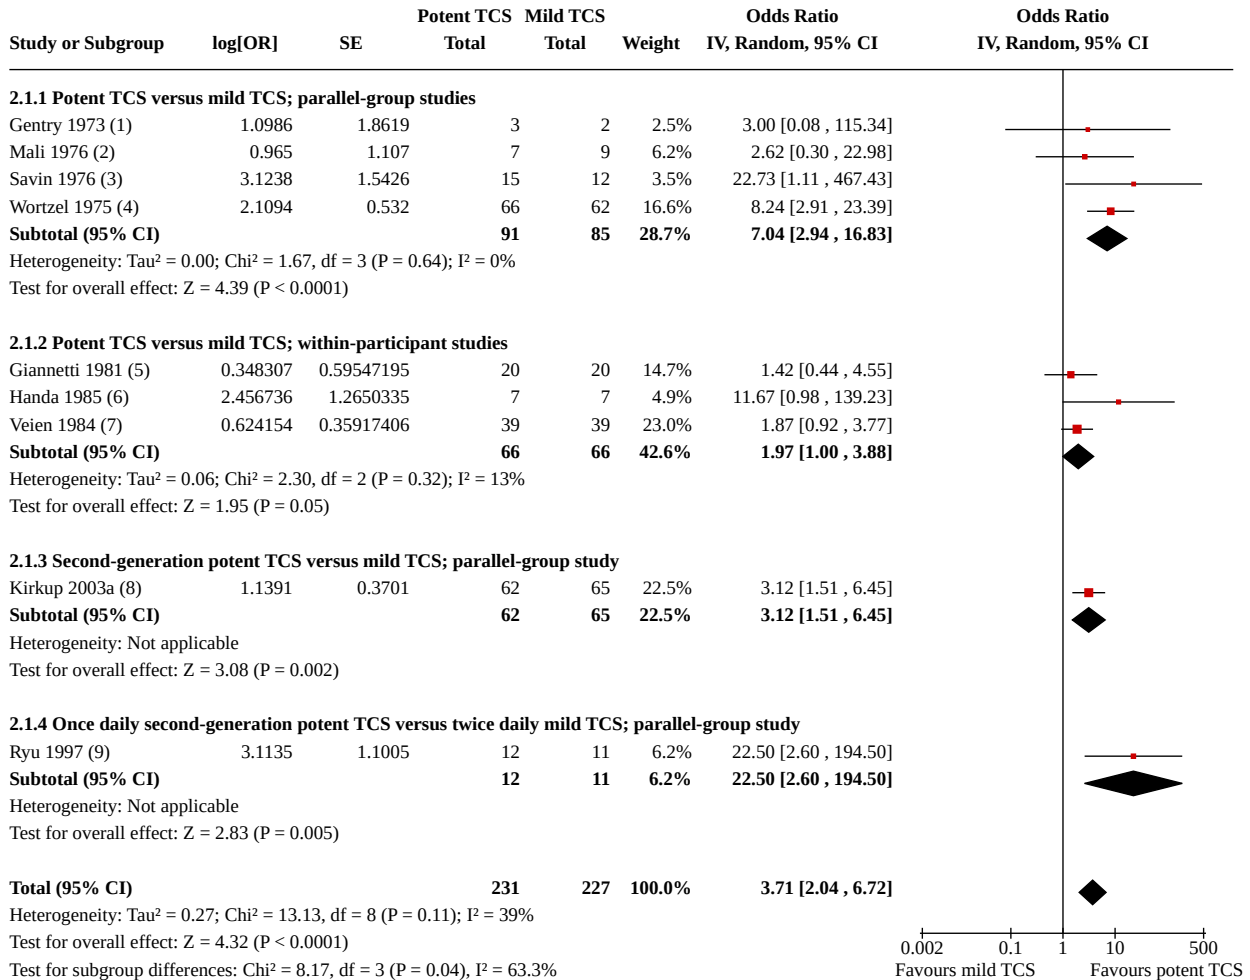 Potent TCS Mild TCS Odds Ratio Odds Ratio
Study or Subgroup log[OR] SE Total Total Weight IV, Random, 95% CI IV, Random, 95% CI
2.1.1 Potent TCS versus mild TCS; parallel-group studies
Gentry 1973 (1) 1.0986 1.8619 3 2 2.5% 3.00 [0.08 , 115.34]
Mali 1976 (2) 0.965 1.107 7 9 6.2% 2.62 [0.30 , 22.98]
Savin 1976 (3) 3.1238 1.5426 15 12 3.5% 22.73 [1.11 , 467.43]
Wortzel 1975 (4) 2.1094 0.532 66 62 16.6% 8.24 [2.91 , 23.39]
Subtotal (95% CI) 91 85 28.7% 7.04 [2.94 , 16.83]
Heterogeneity: Tau² = 0.00; Chi² = 1.67, df = 3 (P = 0.64); I² = 0%
Test for overall effect: Z = 4.39 (P < 0.0001)
2.1.2 Potent TCS versus mild TCS; within-participant studies
Giannetti 1981 (5) 0.348307 0.59547195 20 20 14.7% 1.42 [0.44 , 4.55]
Handa 1985 (6) 2.456736 1.2650335 7 7 4.9% 11.67 [0.98 , 139.23]
Veien 1984 (7) 0.624154 0.35917406 39 39 23.0% 1.87 [0.92 , 3.77]
Subtotal (95% CI) 66 66 42.6% 1.97 [1.00 , 3.88]
Heterogeneity: Tau² = 0.06; Chi² = 2.30, df = 2 (P = 0.32); I² = 13%
Test for overall effect: Z = 1.95 (P = 0.05)
2.1.3 Second-generation potent TCS versus mild TCS; parallel-group study
Kirkup 2003a (8) 1.1391 0.3701 62 65 22.5% 3.12 [1.51 , 6.45]
Subtotal (95% CI) 62 65 22.5% 3.12 [1.51 , 6.45]
Heterogeneity: Not applicable
Test for overall effect: Z = 3.08 (P = 0.002)
2.1.4 Once daily second-generation potent TCS versus twice daily mild TCS; parallel-group study
Ryu 1997 (9) 3.1135 1.1005 12 11 6.2% 22.50 [2.60 , 194.50]
Subtotal (95% CI) 12 11 6.2% 22.50 [2.60 , 194.50]
Heterogeneity: Not applicable
Test for overall effect: Z = 2.83 (P = 0.005)
Total (95% CI) 231 227 100.0% 3.71 [2.04 , 6.72]
Heterogeneity: Tau² = 0.27; Chi² = 13.13, df = 8 (P = 0.11); I² = 39%
Test for overall effect: Z = 4.32 (P < 0.0001)
0.002 0.1 1 10 500
Test for subgroup differences: Chi² = 8.17, df = 3 (P = 0.04), I² = 63.3% Favours mild TCS Favours potent TCS